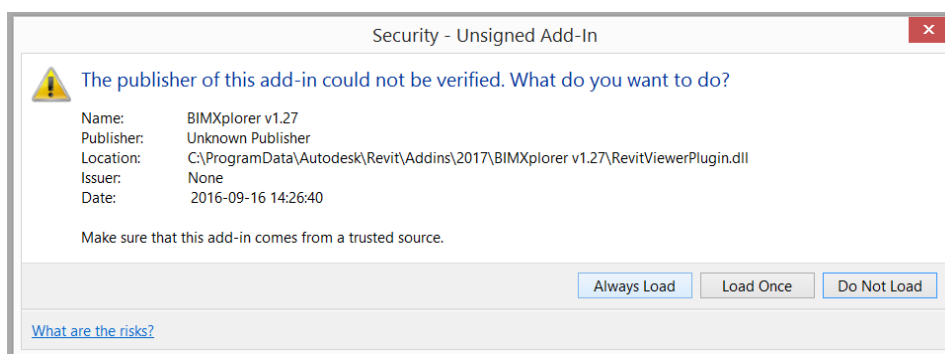 Security - Unsigned Add-In
The publisher of this add-in could not be verified. What do you want to do?
Name: BIMXplorer v1.27
Publisher: Unknown Publisher
Location: C:\ProgramData\Autodesk\Revit\Addins\2017\BIMXplorer v1.27\RevitViewerPlugin.dll
Issuer: None
Date: 2016-09-16 14:26:40
Make sure that this add-in comes from a trusted source.
Always Load Load Once Do Not Load
What are the risks?